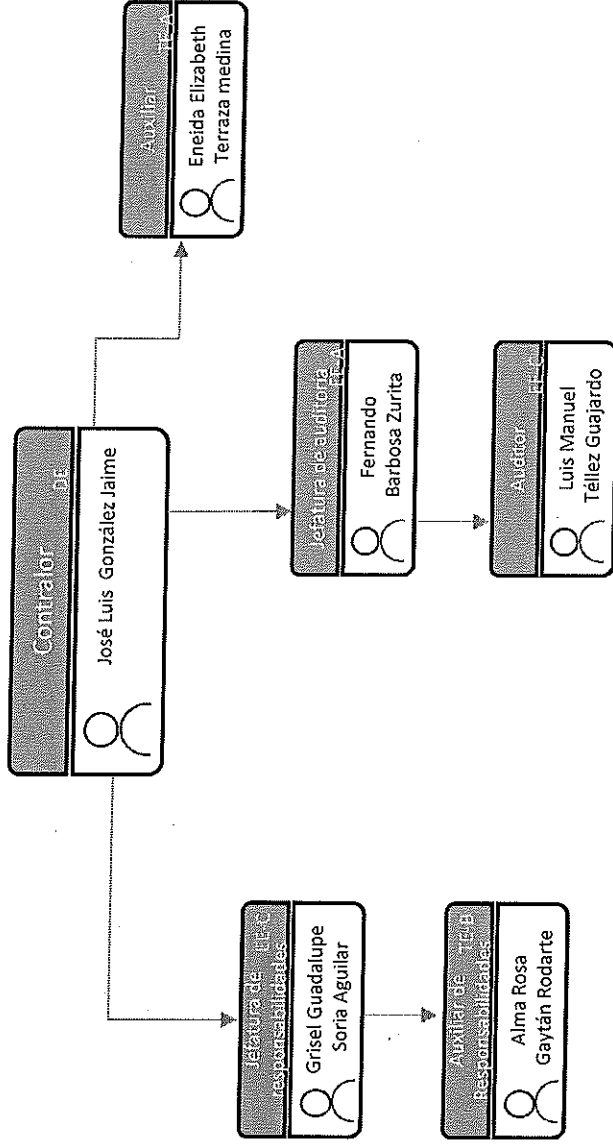 Contralor
José Luis González Jaime
Auxiliar
Eneida Elizabeth
Terraza medina
Jefatura de
responsabilidades
Grisel Guadalupe
Soria Aguilar
Jefatura de auditoria
Fernando
Barbosa Zurita
Auxiliar de
Responsabilidades
Alma Rosa
Gaytán Rodarte
Auditor
Luis Manuel
Téllez Guajardo